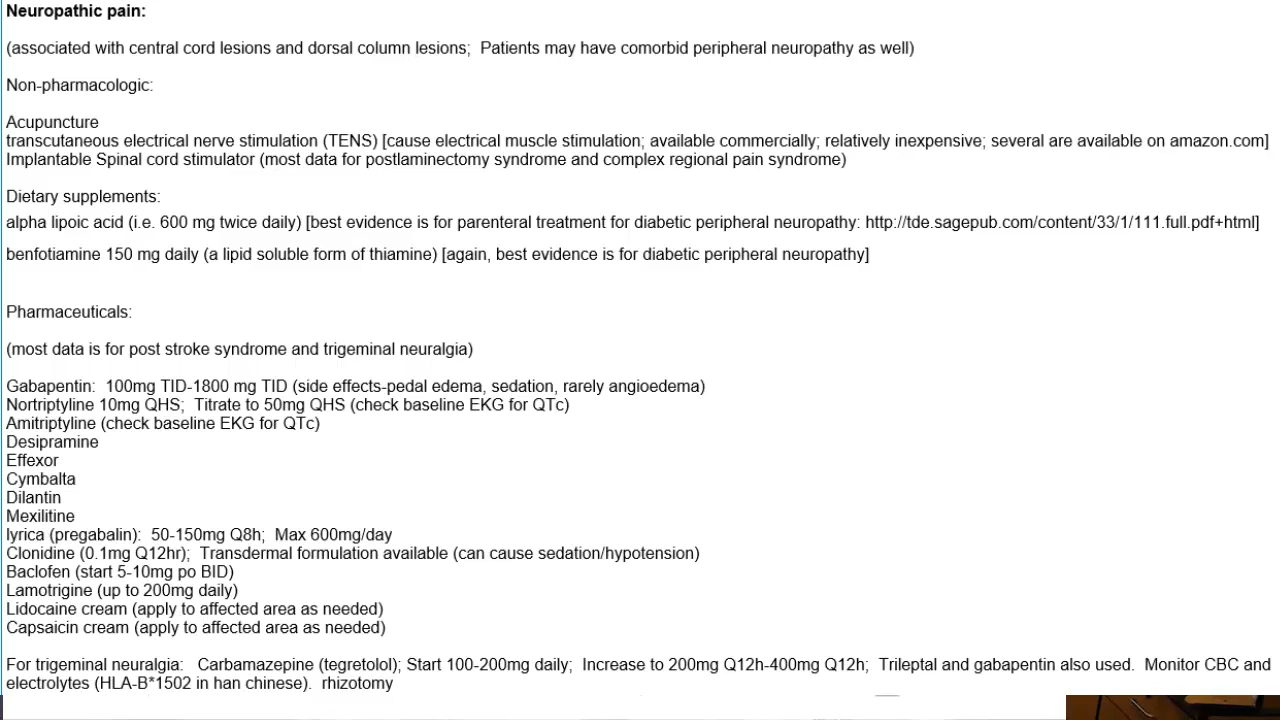 Neuropathic pain:
(associated with central cord lesions and dorsal column lesions;  Patients may have comorbid peripheral neuropathy as well)
Non-pharmacologic:
Acupuncture
transcutaneous electrical nerve stimulation (TENS) [cause electrical muscle stimulation; available commercially; relatively inexpensive; several are available on amazon.com]
Implantable Spinal cord stimulator (most data for postlaminectomy syndrome and complex regional pain syndrome)
Dietary supplements:
alpha lipoic acid (i.e. 600 mg twice daily) [best evidence is for parenteral treatment for diabetic peripheral neuropathy: http://tde.sagepub.com/content/33/1/111.full.pdf+html]
benfotiamine 150 mg daily (a lipid soluble form of thiamine) [again, best evidence is for diabetic peripheral neuropathy]
Pharmaceuticals:
(most data is for post stroke syndrome and trigeminal neuralgia)
Gabapentin:  100mg TID-1800 mg TID (side effects-pedal edema, sedation, rarely angioedema)
Nortriptyline 10mg QHS;  Titrate to 50mg QHS (check baseline EKG for QTc)
Amitriptyline (check baseline EKG for QTc)
Desipramine
Effexor
Cymbalta
Dilantin
Mexilitine
lyrica (pregabalin):  50-150mg Q8h;  Max 600mg/day
Clonidine (0.1mg Q12hr);  Transdermal formulation available (can cause sedation/hypotension)
Baclofen (start 5-10mg po BID)
Lamotrigine (up to 200mg daily)
Lidocaine cream (apply to affected area as needed)
Capsaicin cream (apply to affected area as needed)
For trigeminal neuralgia:   Carbamazepine (tegretolol); Start 100-200mg daily;  Increase to 200mg Q12h-400mg Q12h;  Trileptal and gabapentin also used.  Monitor CBC and
electrolytes (HLA-B*1502 in han chinese).  rhizotomy